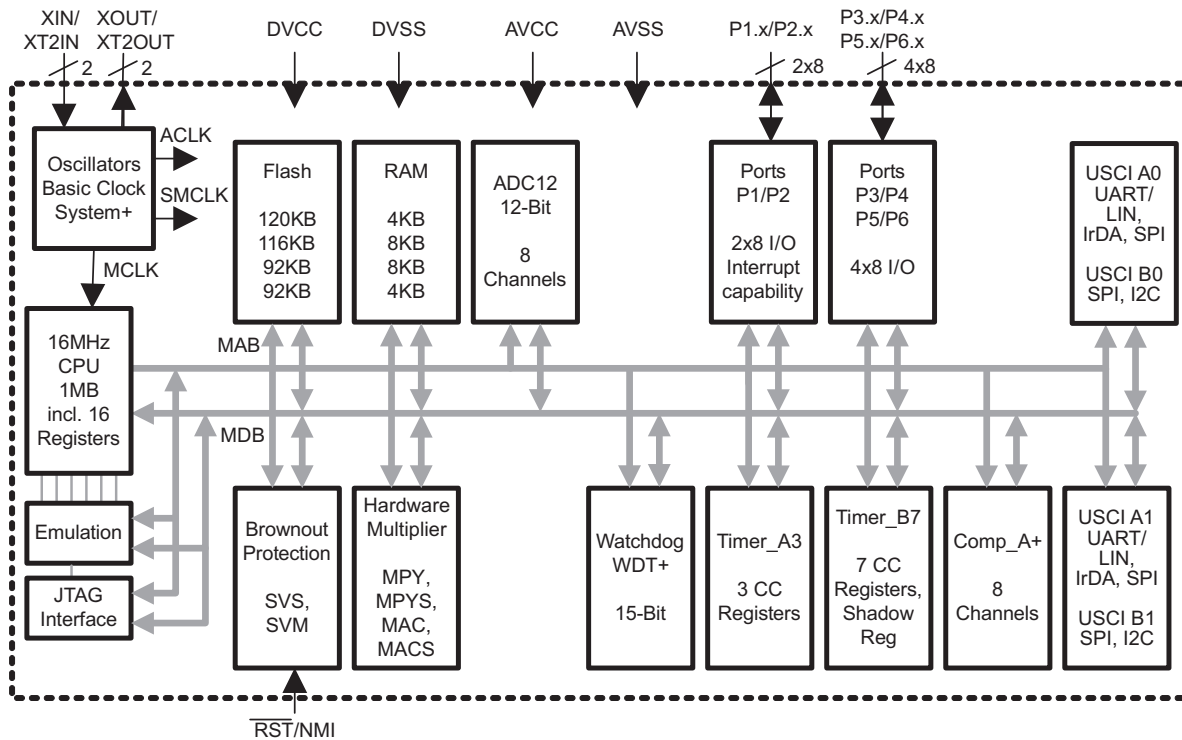 XIN/
XT2IN
XOUT/
XT2OUT
DVCC
DVSS
AVCC
AVSS
P1.x/P2.x
P3.x/P4.x
P5.x/P6.x
2
2
2x8
4x8
Oscillators
Basic Clock
System+
ACLK
SMCLK
MCLK
Flash
120KB
116KB
92KB
92KB
RAM
4KB
8KB
8KB
4KB
ADC12
12-Bit
8
Channels
Ports
P1/P2
2x8 I/O
Interrupt
capability
Ports
P3/P4
P5/P6
4x8 I/O
USCI A0
UART/
LIN,
IrDA, SPI
USCI B0
SPI, I2C
16MHz
CPU
1MB
incl. 16
Registers
MAB
MDB
Emulation
JTAG
Interface
Brownout
Protection
SVS,
SVM
Hardware
Multiplier
MPY,
MPYS,
MAC,
MACS
Watchdog
WDT+
15-Bit
Timer_A3
3 CC
Registers
Timer_B7
7 CC
Registers,
Shadow
Reg
Comp_A+
8
Channels
USCI A1
UART/
LIN,
IrDA, SPI
USCI B1
SPI, I2C
RST/NMI